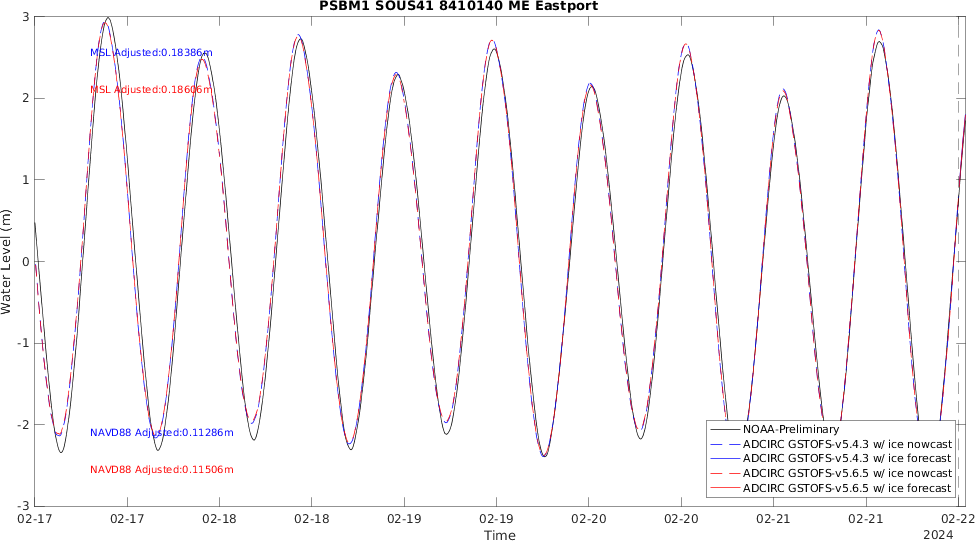 PSBM1 SOUS41 8410140 ME Eastport
3
2
1
0
-1
-2
-3
Water Level (m)
MSL Adjusted:0.18386m
MSL Adjusted:0.18606m
NAVD88 Adjusted:0.11286m
NAVD88 Adjusted:0.11506m
NOAA-Preliminary
ADCIRC GSTOFS-v5.4.3 w/ ice nowcast
ADCIRC GSTOFS-v5.4.3 w/ ice forecast
ADCIRC GSTOFS-v5.6.5 w/ ice nowcast
ADCIRC GSTOFS-v5.6.5 w/ ice forecast
02-17 02-17 02-18 02-18 02-19 02-19 02-20 02-20 02-21 02-21 02-22
Time
2024